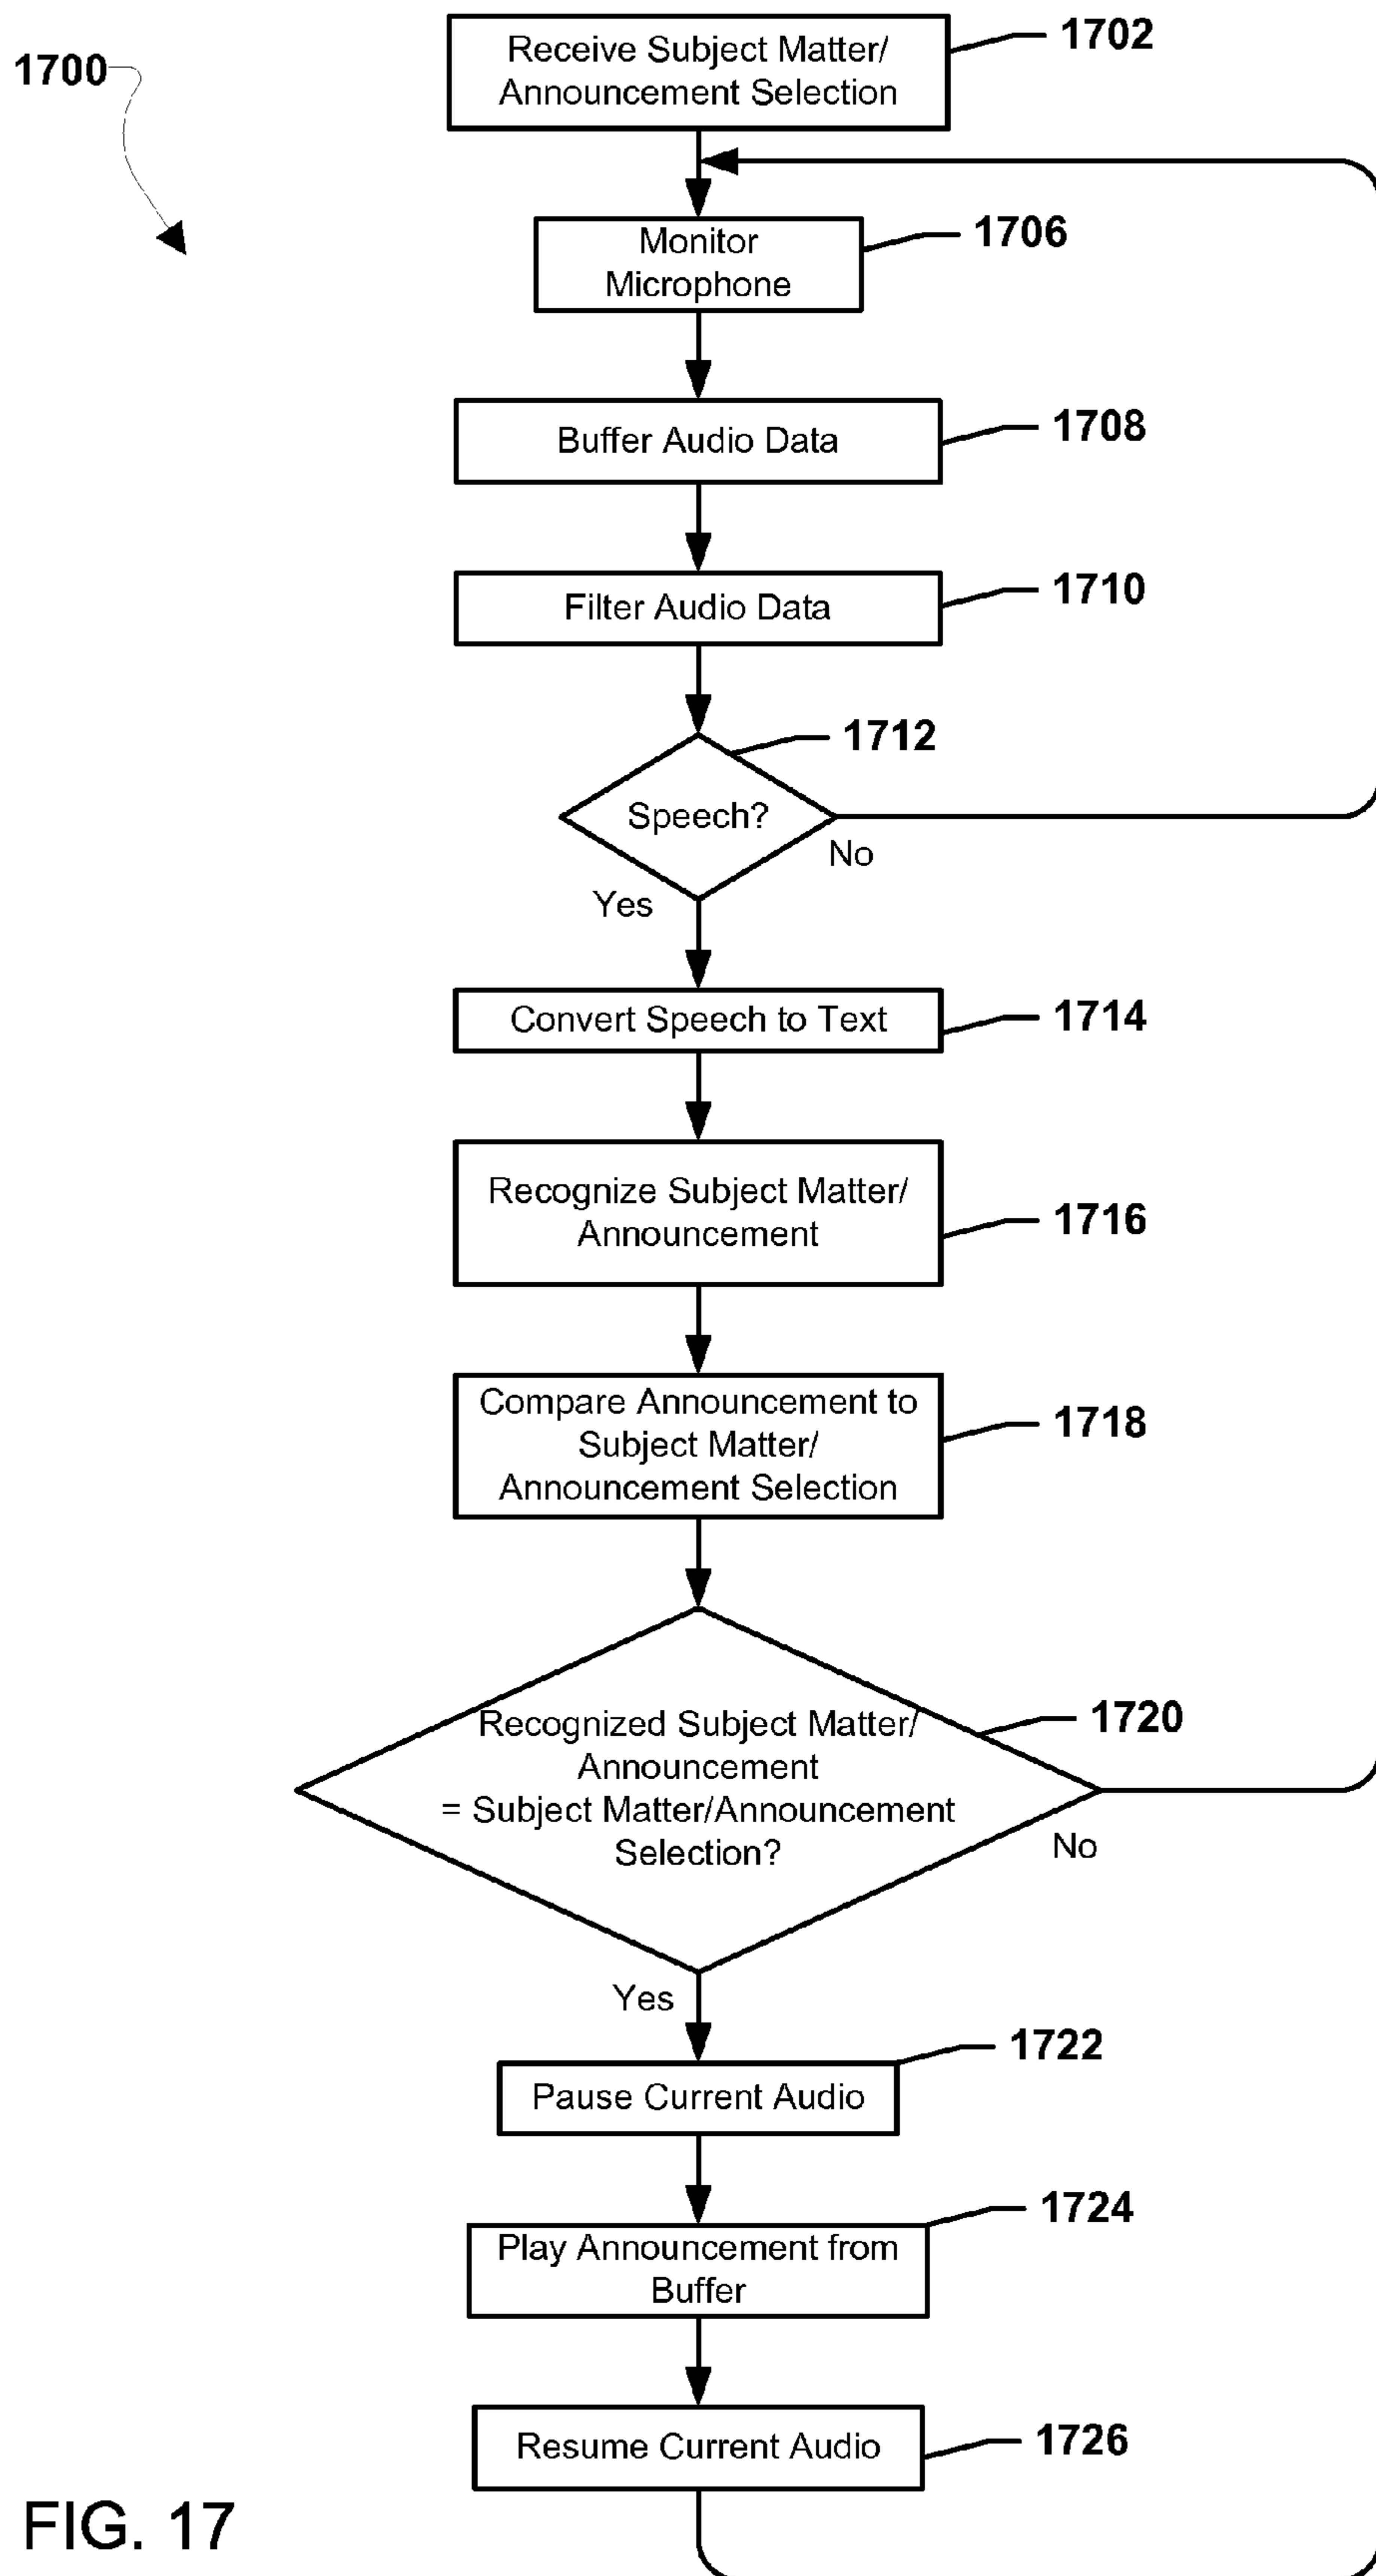 1700
Receive Subject Matter/
Announcement Selection
1702
Monitor
Microphone
1706
Buffer Audio Data
1708
Filter Audio Data
1710
1712
Speech?
No
Yes
Convert Speech to Text
1714
Recognize Subject Matter/
Announcement
1716
Compare Announcement to
Subject Matter/
Announcement Selection
1718
Recognized Subject Matter/
Announcement
= Subject Matter/Announcement
Selection?
1720
No
Yes
1722
Pause Current Audio
1724
Play Announcement from
Buffer
Resume Current Audio
1726
FIG. 17